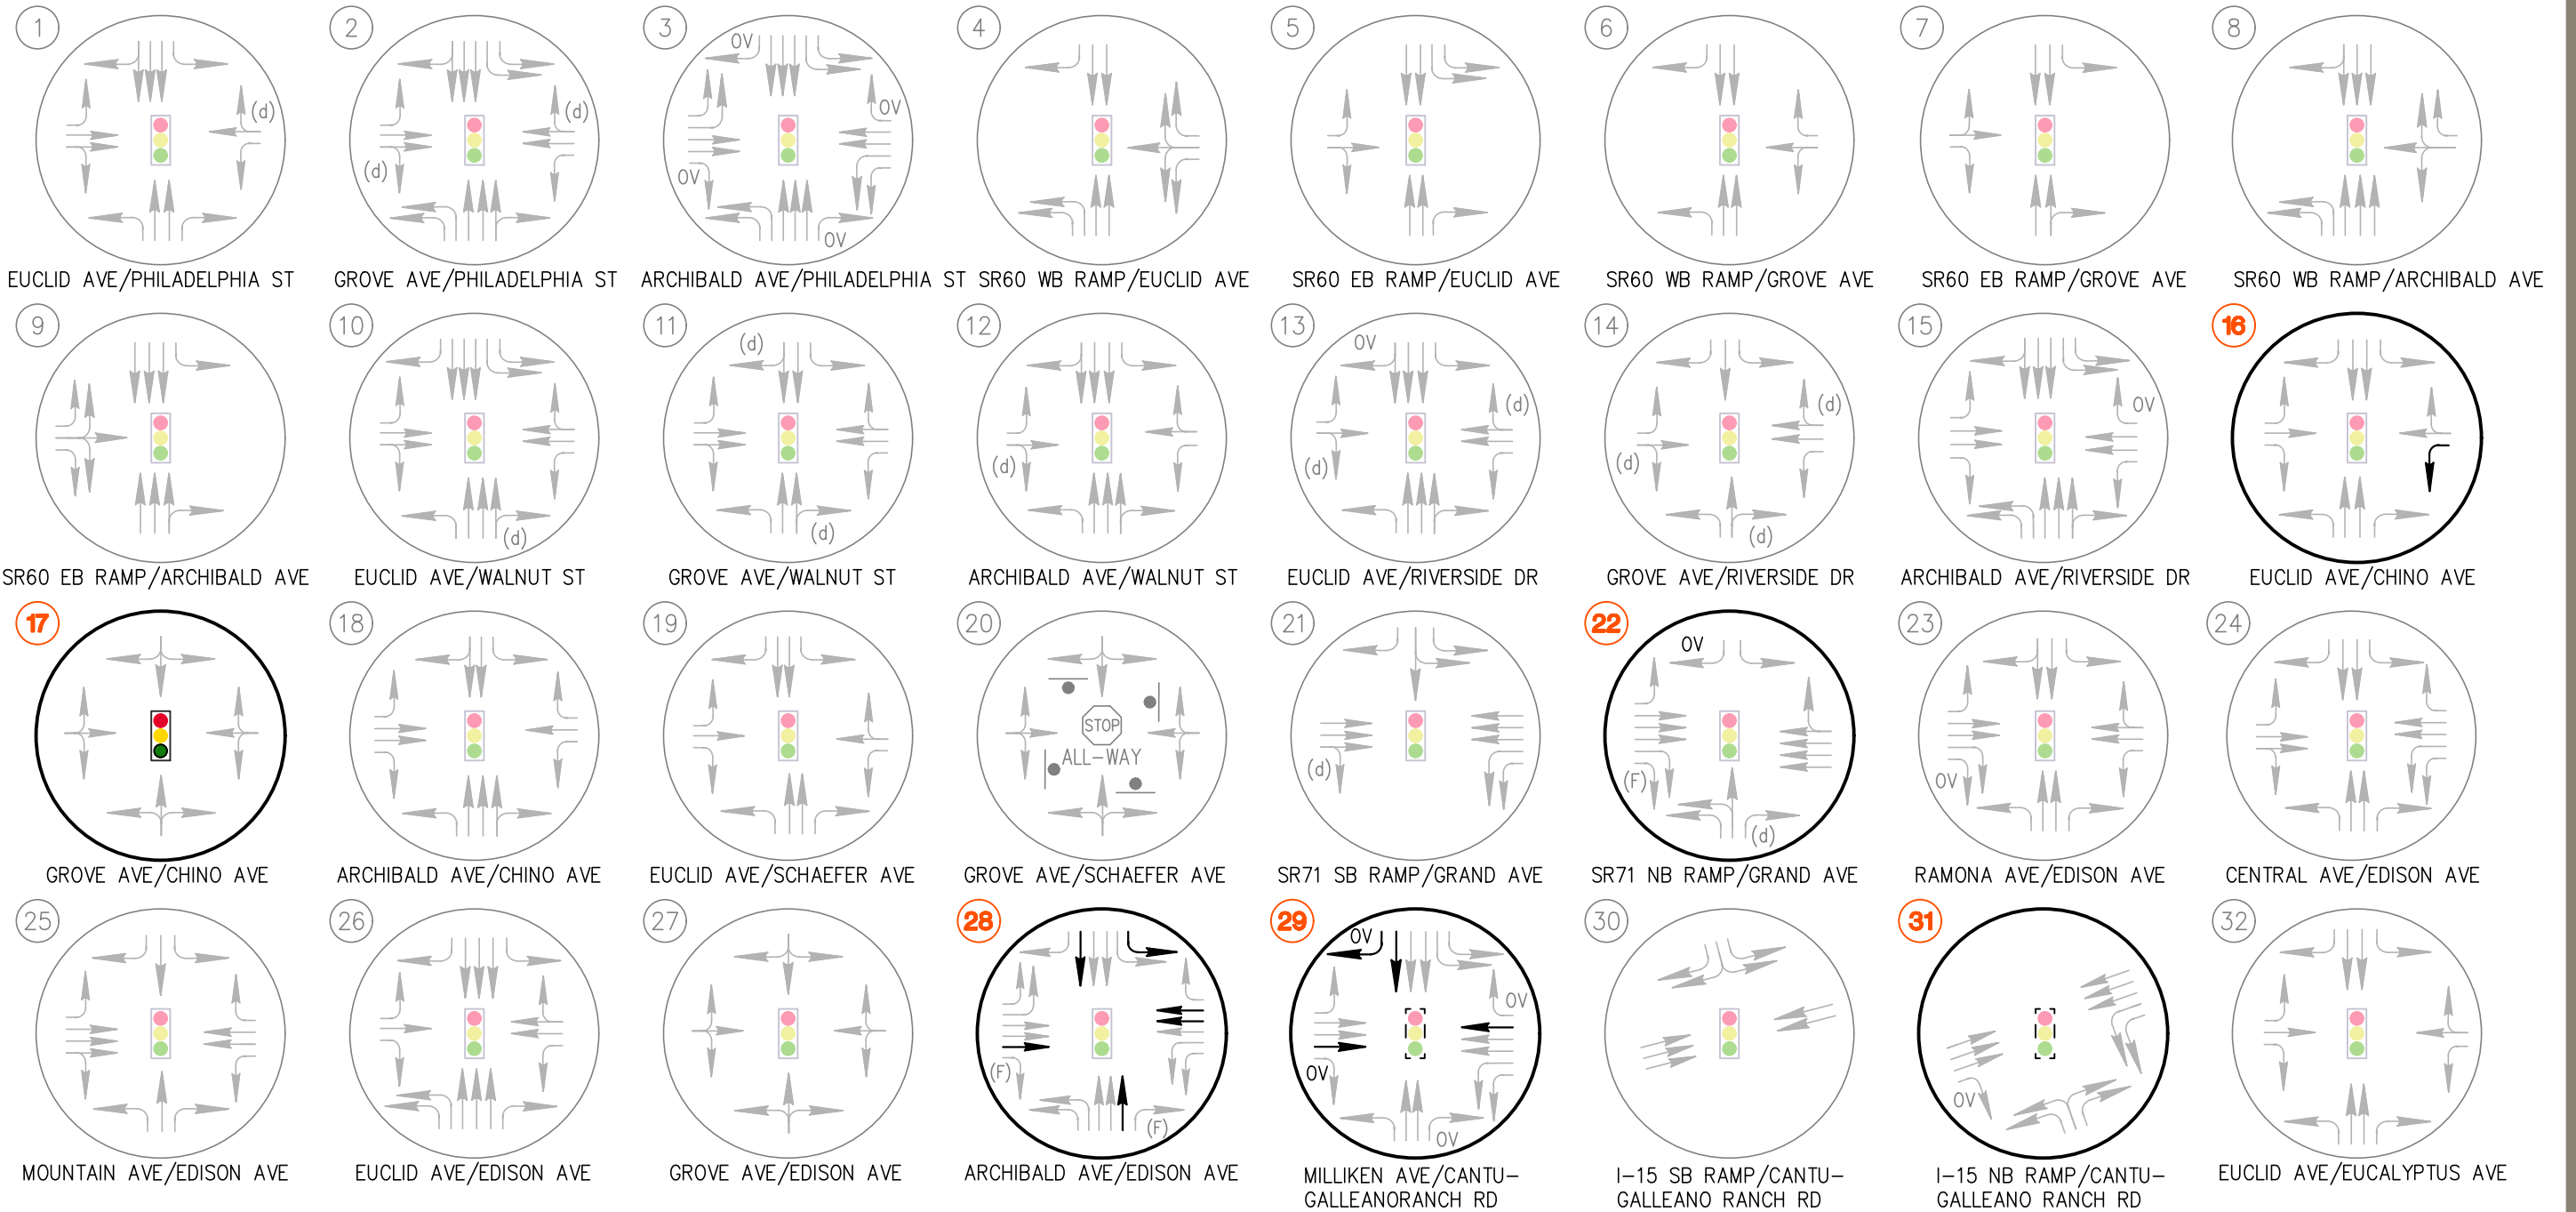 1 2 3 4 5 6 7 8
OV
(d) (d) OV
(d) OV
OV
EUCLID AVE/PHILADELPHIA ST GROVE AVE/PHILADELPHIA ST ARCHIBALD AVE/PHILADELPHIA ST SR60 WB RAMP/EUCLID AVE SR60 EB RAMP/EUCLID AVE SR60 WB RAMP/GROVE AVE SR60 EB RAMP/GROVE AVE SR60 WB RAMP/ARCHIBALD AVE
9 10 11 12 13 14 15 16
(d) OV
(d) (d) OV
(d) (d) (d)
(d) (d) (d)
SR60 EB RAMP/ARCHIBALD AVE EUCLID AVE/WALNUT ST GROVE AVE/WALNUT ST ARCHIBALD AVE/WALNUT ST EUCLID AVE/RIVERSIDE DR GROVE AVE/RIVERSIDE DR ARCHIBALD AVE/RIVERSIDE DR EUCLID AVE/CHINO AVE
17 18 19 20 21 22 23 24
OV
STOP
ALL-WAY
(d) (F) OV
(d)
GROVE AVE/CHINO AVE ARCHIBALD AVE/CHINO AVE EUCLID AVE/SCHAEFER AVE GROVE AVE/SCHAEFER AVE SR71 SB RAMP/GRAND AVE SR71 NB RAMP/GRAND AVE RAMONA AVE/EDISON AVE CENTRAL AVE/EDISON AVE
25 26 27 28 29 30 31 32
OV
OV
(F) OV
OV
(F) OV
MOUNTAIN AVE/EDISON AVE EUCLID AVE/EDISON AVE GROVE AVE/EDISON AVE ARCHIBALD AVE/EDISON AVE MILLIKEN AVE/CANTU- I-15 SB RAMP/CANTU- I-15 NB RAMP/CANTU- EUCLID AVE/EUCALYPTUS AVE
GALLEANORANCH RD GALLEANO RANCH RD GALLEANO RANCH RD